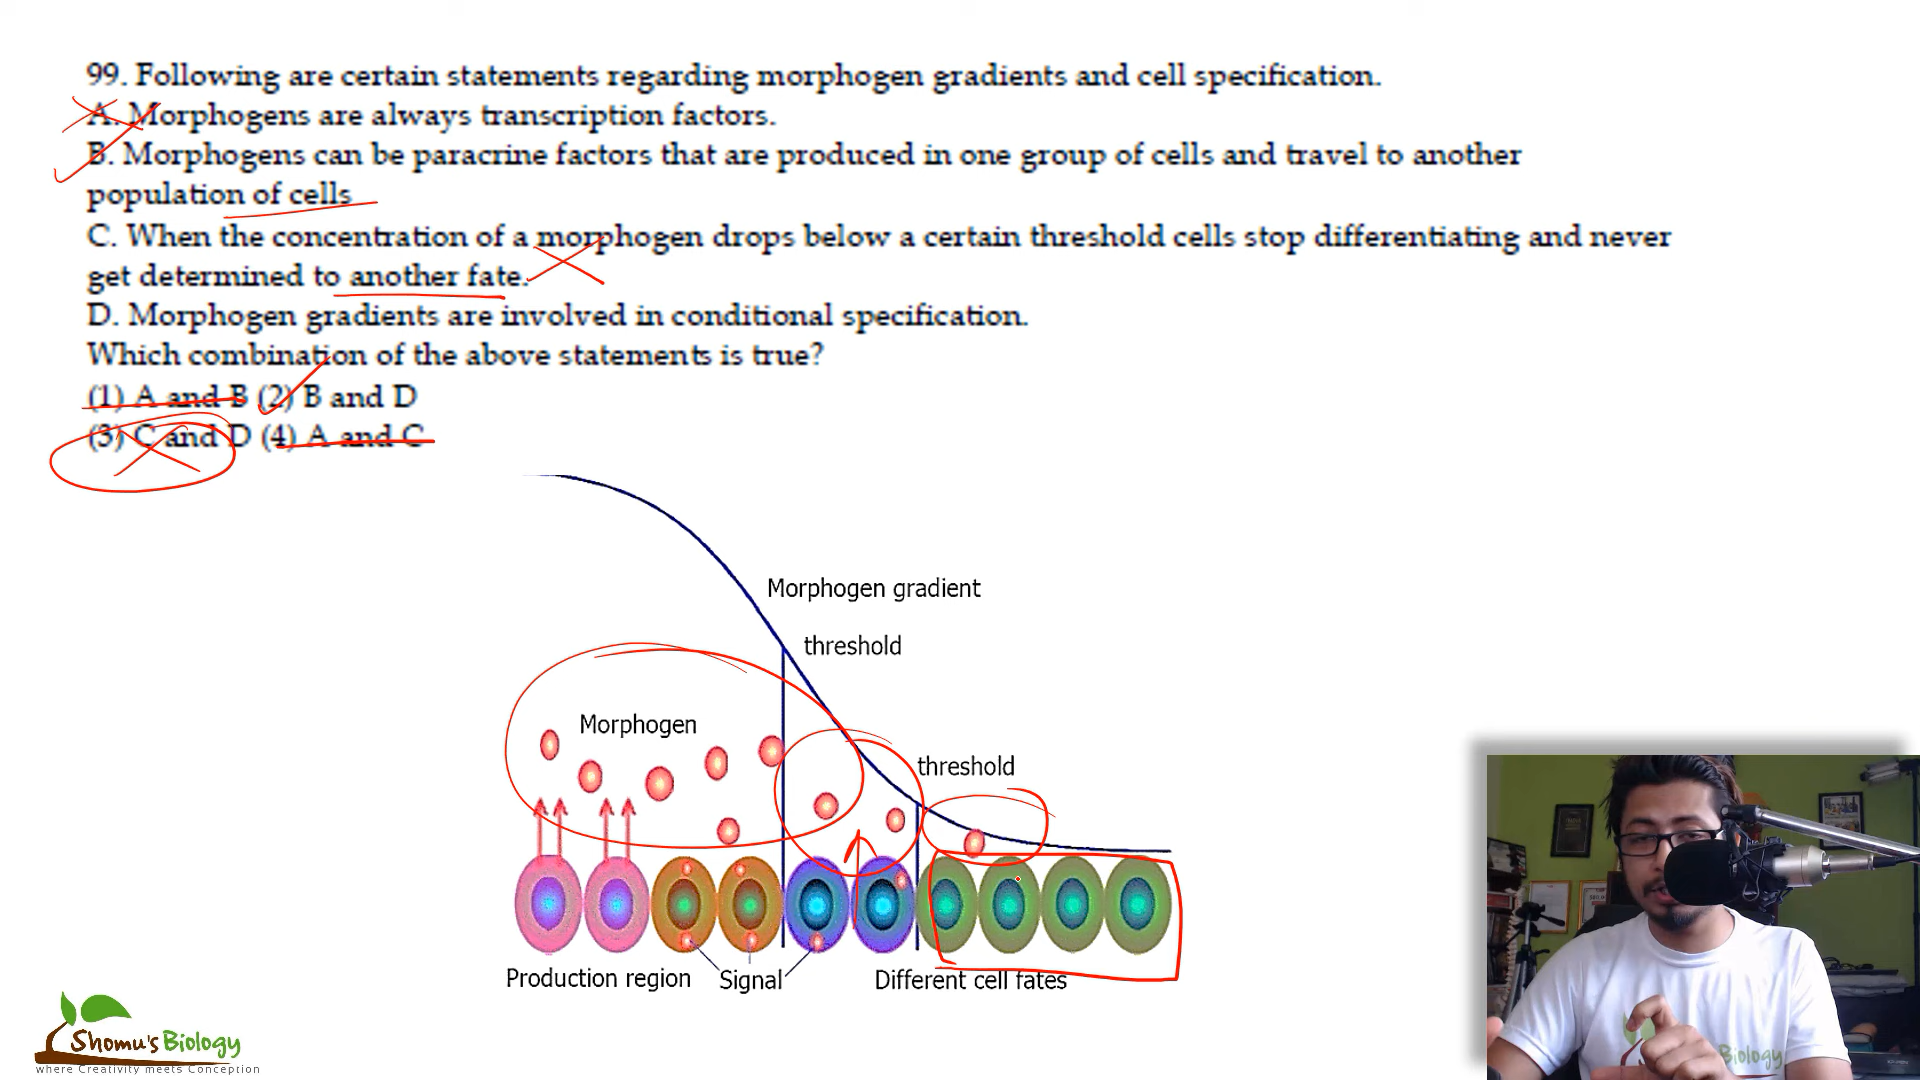 99. Following are certain statements regarding morphogen gradients and cell specification.
A. Morphogens are always transcription factors.
B. Morphogens can be paracrine factors that are produced in one group of cells and travel to another
population of cells
C. When the concentration of a morphogen drops below a certain threshold cells stop differentiating and never
get determined to another fate.
D. Morphogen gradients are involved in conditional specification.
Which combination of the above statements is true?
(1) A and B (2) B and D
(3) C and D (4) A and C
Morphogen gradient
threshold
Morphogen
threshold
Production region
Signal
Different cell fates
Shomu's Biology
where Creativity meets Conception
Biology